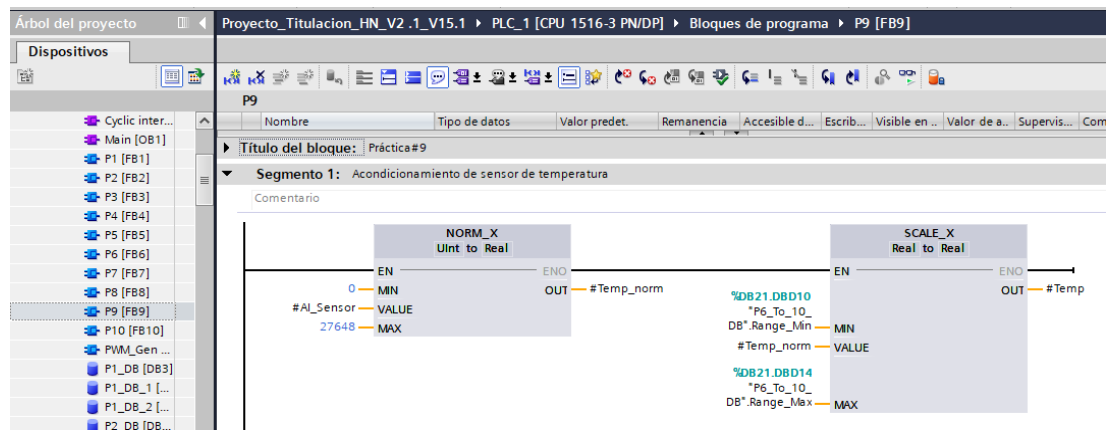 Árbol del proyecto
Proyecto_Titulacion_HN_V2 .1_V15.1 ▸ PLC_1 [CPU 1516-3 PN/DP] ▸ Bloques de programa ▸ P9 [FB9]
Dispositivos
P9
Nombre Tipo de datos Valor predet. Remanencia Accesible d... Escrib... Visible en .. Valor de a.. Supervis... Com
Título del bloque: Práctica#9
Segmento 1: Acondicionamiento de sensor de temperatura
Comentario
Cyclic inter...
Main [OB1]
P1 [FB1]
P2 [FB2]
P3 [FB3]
P4 [FB4]
P5 [FB5]
P6 [FB6]
P7 [FB7]
P8 [FB8]
P9 [FB9]
P10 [FB10]
PWM_Gen ...
P1_DB [DB3]
P1_DB_1 [...
P1_DB_2 [...
P2_DB [DB...
NORM_X
UInt to Real
EN ENO
0 MIN OUT #Temp_norm
#AI_Sensor VALUE
27648 MAX
SCALE_X
Real to Real
EN ENO
OUT #Temp
%DB21.DBD10
"P6_To_10_
DB".Range_Min MIN
#Temp_norm VALUE
%DB21.DBD14
"P6_To_10_
DB".Range_Max MAX